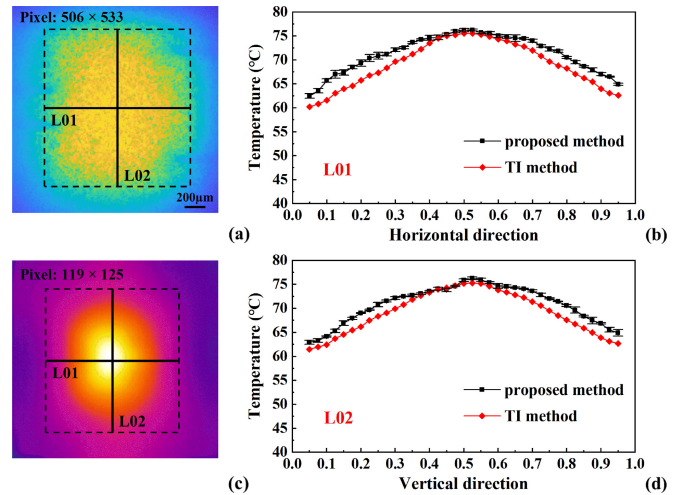 Pixel: 506 × 533
L01
L02
200μm
(a)
80
75
70
65
60
55
50
45
40
Temperature (°C)
proposed method
TI method
L01
0.0 0.1 0.2 0.3 0.4 0.5 0.6 0.7 0.8 0.9 1.0
Horizontal direction
(b)
Pixel: 119 × 125
L01
L02
(c)
80
75
70
65
60
55
50
45
40
Temperature (°C)
proposed method
TI method
L02
0.0 0.1 0.2 0.3 0.4 0.5 0.6 0.7 0.8 0.9 1.0
Vertical direction
(d)